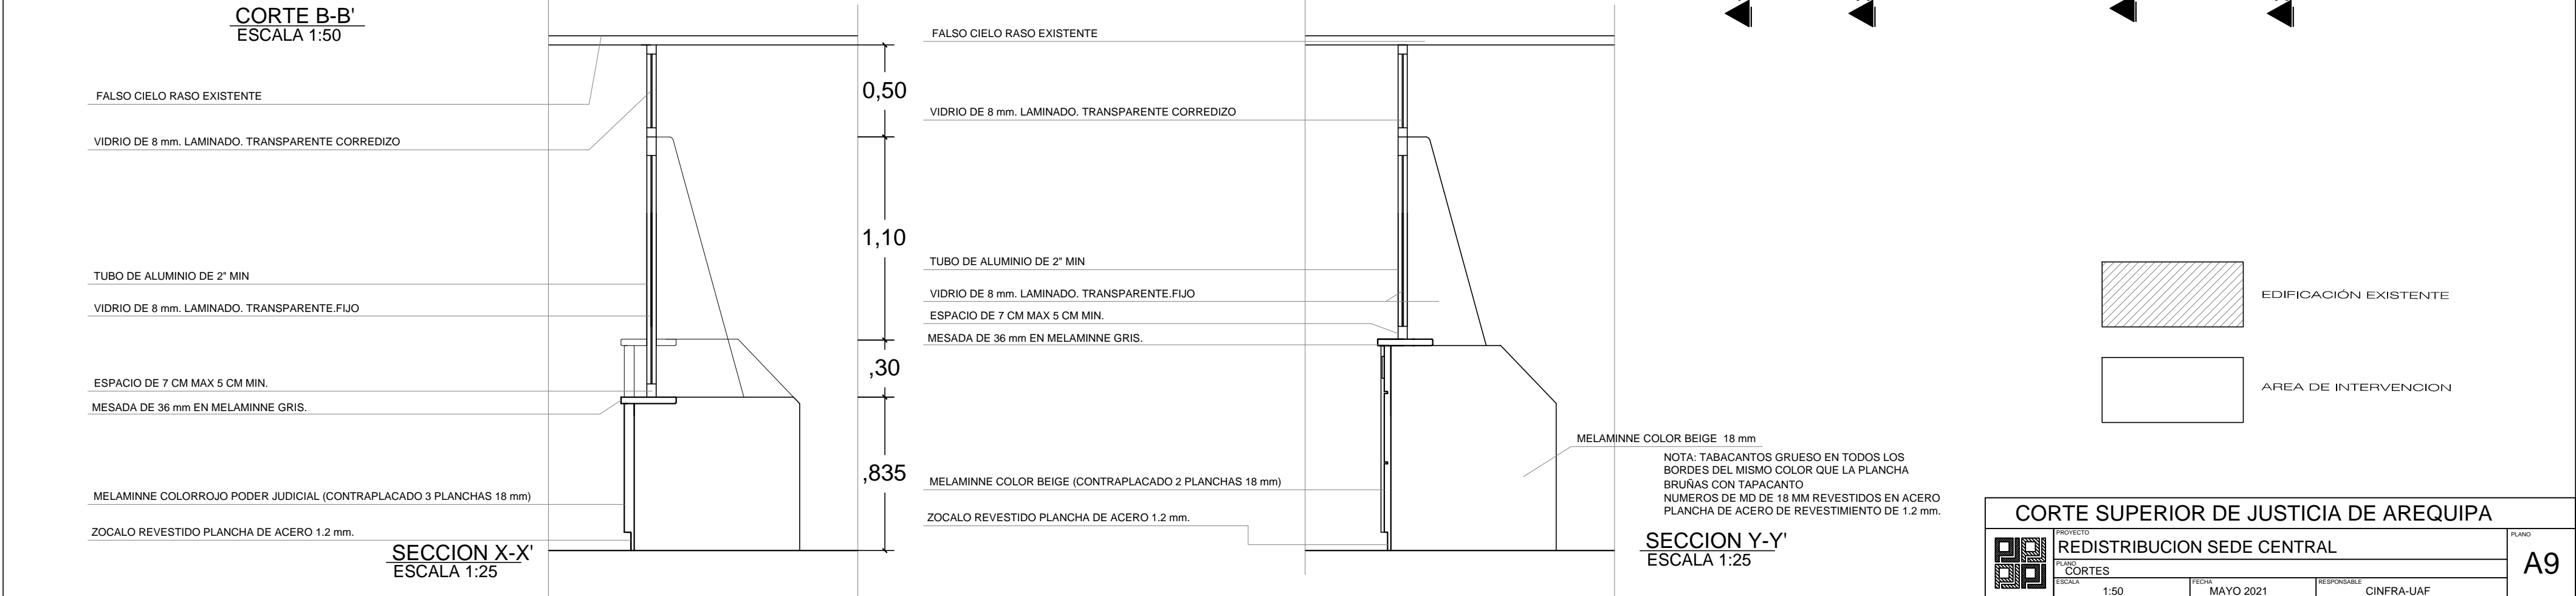 CORTE B-B'
ESCALA 1:50
FALSO CIELO RASO EXISTENTE
VIDRIO DE 8 mm. LAMINADO. TRANSPARENTE CORREDIZO
TUBO DE ALUMINIO DE 2" MIN
VIDRIO DE 8 mm. LAMINADO. TRANSPARENTE.FIJO
ESPACIO DE 7 CM MAX 5 CM MIN.
MESADA DE 36 mm EN MELAMINNE GRIS.
MELAMINNE COLORROJO PODER JUDICIAL (CONTRAPLACADO 3 PLANCHAS 18 mm)
ZOCALO REVESTIDO PLANCHA DE ACERO 1.2 mm.
SECCION X-X'
ESCALA 1:25
0,50
1,10
,30
,835
FALSO CIELO RASO EXISTENTE
VIDRIO DE 8 mm. LAMINADO. TRANSPARENTE CORREDIZO
TUBO DE ALUMINIO DE 2" MIN
VIDRIO DE 8 mm. LAMINADO. TRANSPARENTE.FIJO
ESPACIO DE 7 CM MAX 5 CM MIN.
MESADA DE 36 mm EN MELAMINNE GRIS.
MELAMINNE COLOR BEIGE (CONTRAPLACADO 2 PLANCHAS 18 mm)
ZOCALO REVESTIDO PLANCHA DE ACERO 1.2 mm.
MELAMINNE COLOR BEIGE 18 mm
NOTA: TABACANTOS GRUESO EN TODOS LOS
BORDES DEL MISMO COLOR QUE LA PLANCHA
BRUÑAS CON TAPACANTO
NUMEROS DE MD DE 18 MM REVESTIDOS EN ACERO
PLANCHA DE ACERO DE REVESTIMIENTO DE 1.2 mm.
SECCION Y-Y'
ESCALA 1:25
EDIFICACIÓN EXISTENTE
AREA DE INTERVENCION
CORTE SUPERIOR DE JUSTICIA DE AREQUIPA
PROYECTO
REDISTRIBUCION SEDE CENTRAL
PLANO
CORTES
ESCALA
1:50
FECHA
MAYO 2021
RESPONSABLE
CINFRA-UAF
PLANO
A9